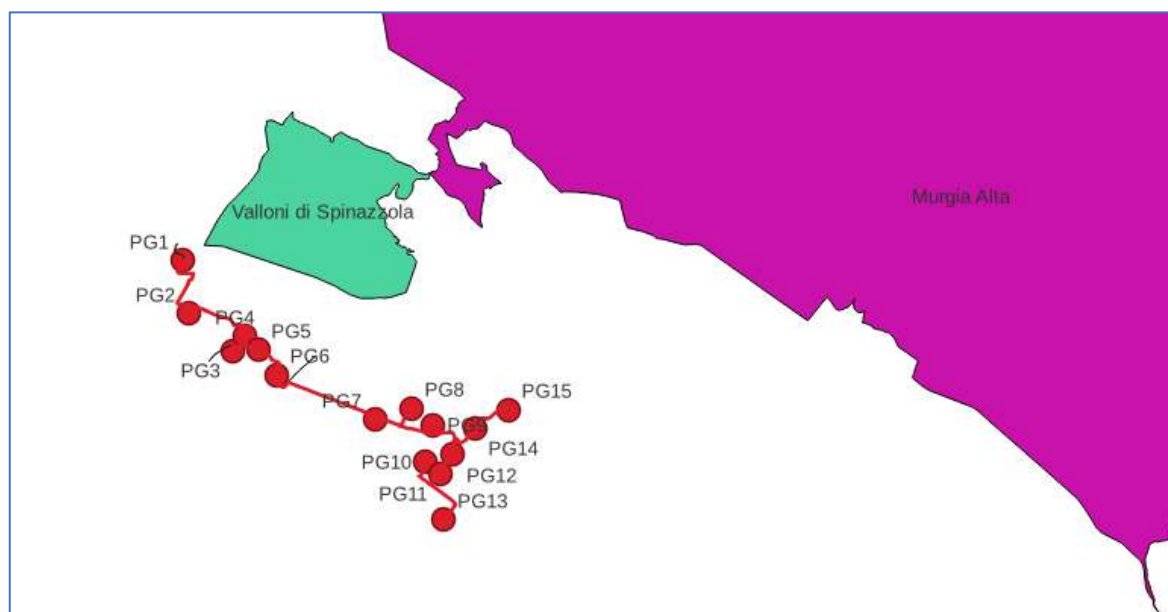 Murgia Alta
Valloni di Spinazzola
PG1
PG2
PG4
PG5
PG3
PG6
PG7
PG8
PG15
PG9
PG14
PG10
PG12
PG11
PG13